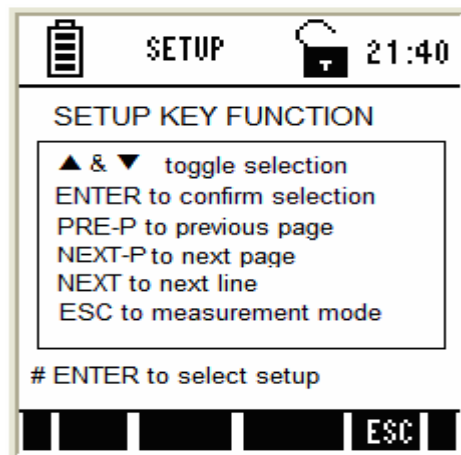 SETUP 21:40
SETUP KEY FUNCTION
▲ & ▼ toggle selection
ENTER to confirm selection
PRE-P to previous page
NEXT-P to next page
NEXT to next line
ESC to measurement mode
# ENTER to select setup
ESC